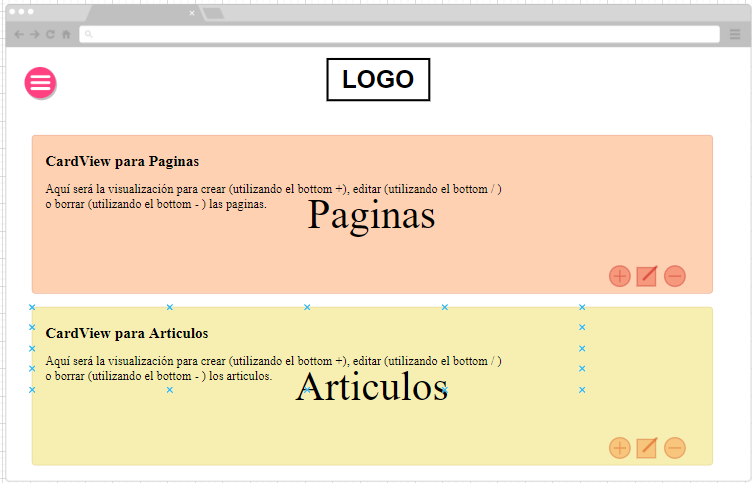 LOGO
CardView para Paginas
Aquí será la visualización para crear (utilizando el bottom +), editar (utilizando el bottom / )
o borrar (utilizando el bottom - ) las paginas.
Paginas
CardView para Articulos
Aquí será la visualización para crear (utilizando el bottom +), editar (utilizando el bottom / )
o borrar (utilizando el bottom - ) los articulos.
Articulos